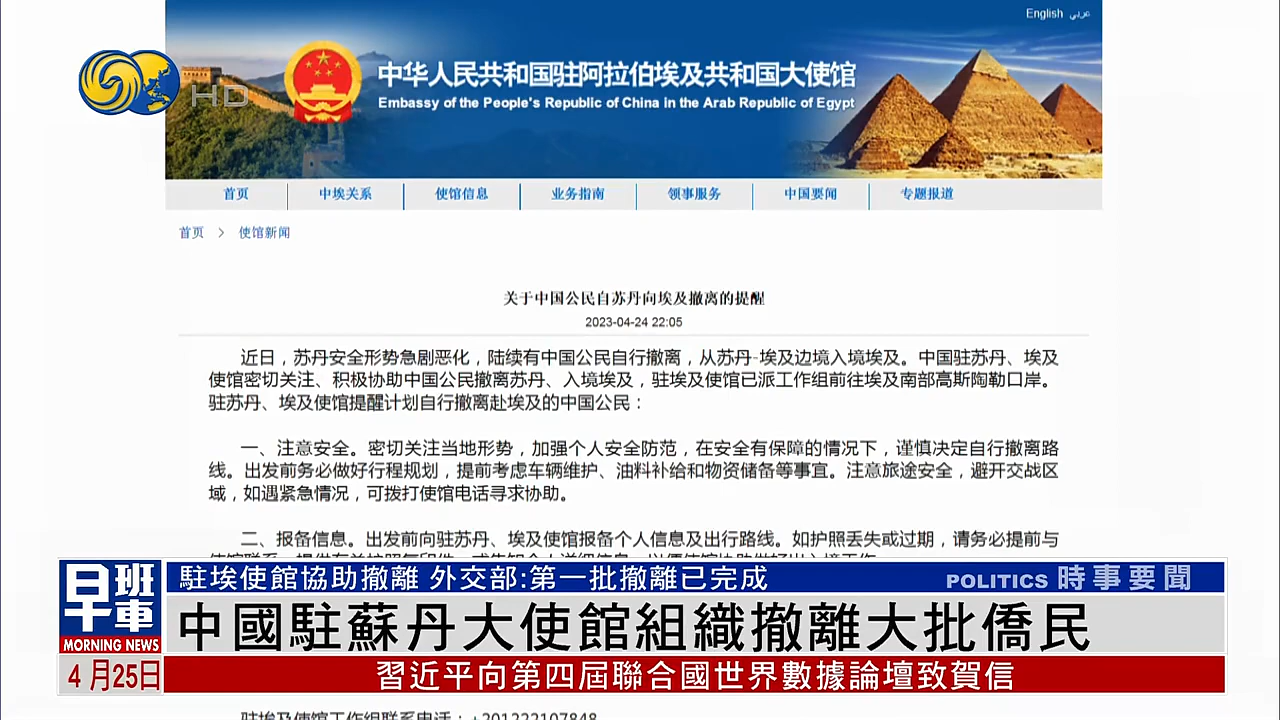 English عربي
HD
中华人民共和国驻阿拉伯埃及共和国大使馆
Embassy of the People's Republic of China in the Arab Republic of Egypt
首页 中埃关系 使馆信息 业务指南 领事服务 中国要闻 专题报道
首页 > 使馆新闻
关于中国公民自苏丹向埃及撤离的提醒
2023-04-24 22:05
近日，苏丹安全形势急剧恶化，陆续有中国公民自行撤离，从苏丹-埃及边境入境埃及。中国驻苏丹、埃及
使馆密切关注、积极协助中国公民撤离苏丹、入境埃及，驻埃及使馆已派工作组前往埃及南部高斯陶勒口岸。
驻苏丹、埃及使馆提醒计划自行撤离赴埃及的中国公民：
一、注意安全。密切关注当地形势，加强个人安全防范，在安全有保障的情况下，谨慎决定自行撤离路
线。出发前务必做好行程规划，提前考虑车辆维护、油料补给和物资储备等事宜。注意旅途安全，避开交战区
域，如遇紧急情况，可拨打使馆电话寻求协助。
二、报备信息。出发前向驻苏丹、埃及使馆报备个人信息及出行路线。如护照丢失或过期，请务必提前与
早班車
MORNING NEWS
4月25日
駐埃使館協助撤離 外交部:第一批撤離已完成
POLITICS 時事要聞
中國駐蘇丹大使館組織撤離大批僑民
習近平向第四屆聯合國世界數據論壇致賀信
驻埃及使馆工作组联系电话：+201222107848